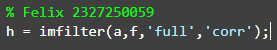 % Felix 2327250059
h = imfilter(a,f,'full','corr');